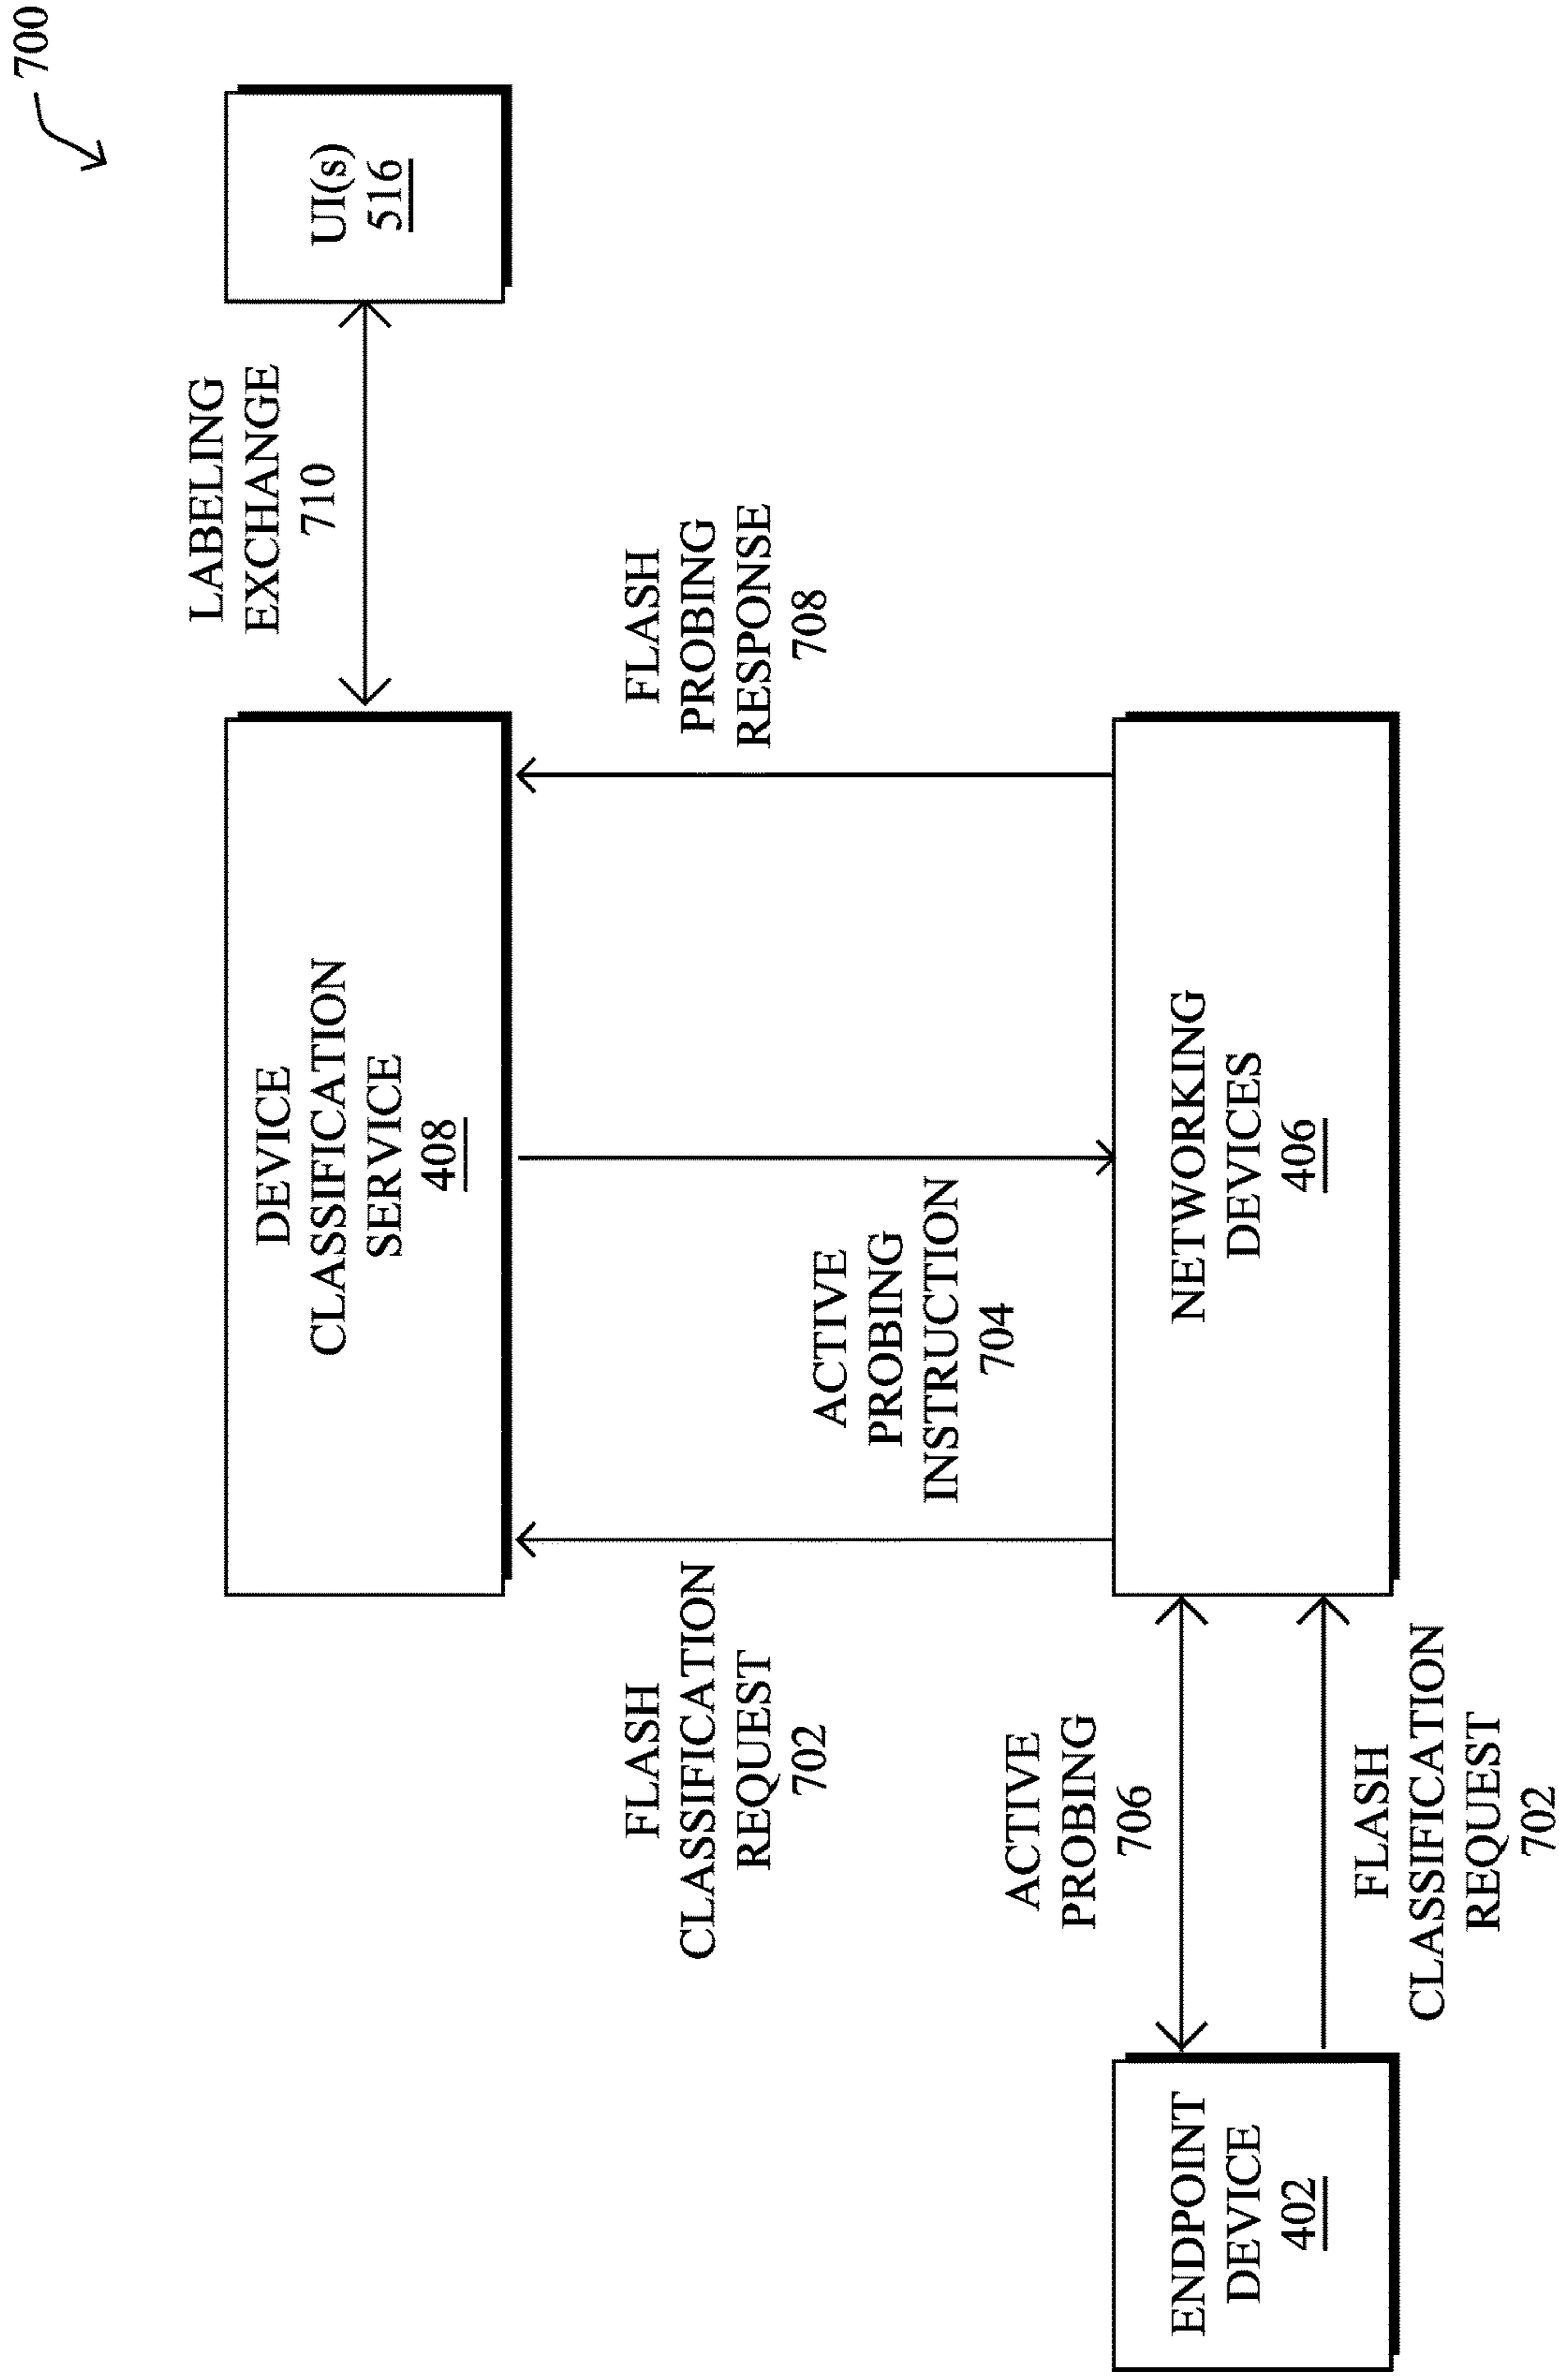 700
DEVICE
CLASSIFICATION
SERVICE
408
LABELING
EXCHANGE
710
UI(s)
516
FLASH
CLASSIFICATION
REQUEST
702
ACTIVE
PROBING
INSTRUCTION
704
FLASH
PROBING
RESPONSE
708
ENDPOINT
DEVICE
402
ACTIVE
PROBING
706
FLASH
CLASSIFICATION
REQUEST
702
NETWORKING
DEVICES
406